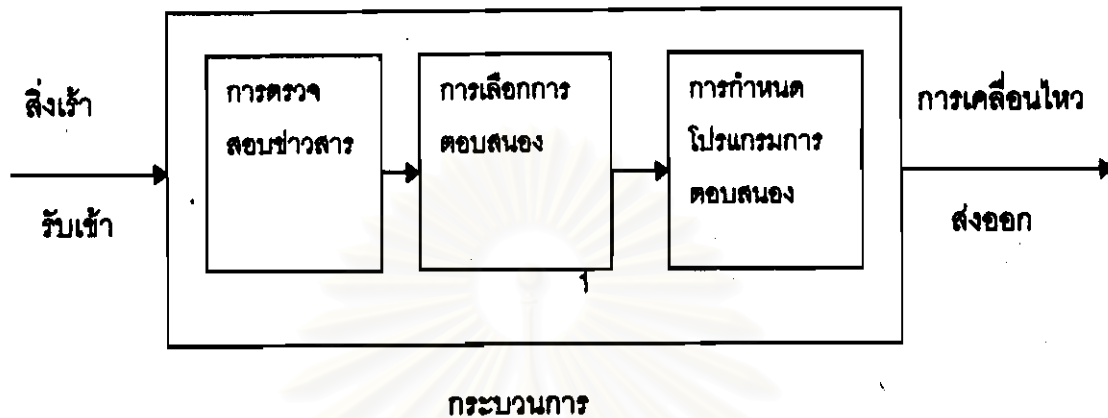 สิ่งเร้า
รับเข้า
การตรวจ
สอบข่าวสาร
การเลือกการ
ตอบสนอง
การกำหนด
โปรแกรมการ
ตอบสนอง
การเคลื่อนไหว
ส่งออก
กระบวนการ